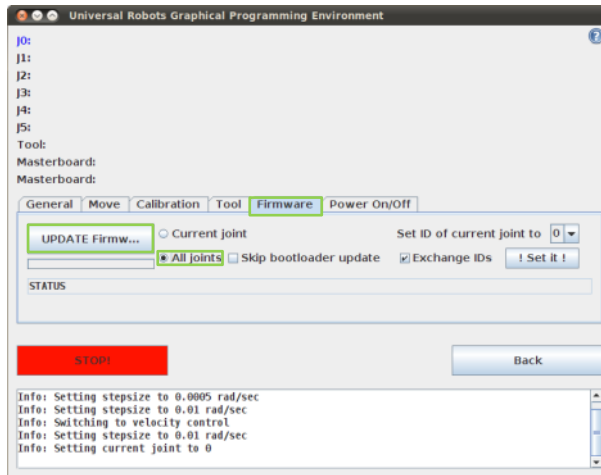 Universal Robots Graphical Programming Environment
?
J0:
J1:
J2:
J3:
J4:
J5:
Tool:
Masterboard:
Masterboard:
General Move Calibration Tool Firmware Power On/Off
UPDATE Firmw... Current joint Set ID of current joint to 0
All joints Skip bootloader update Exchange IDs ! Set it !
STATUS
STOP! Back
Info: Setting stepsize to 0.0005 rad/sec
Info: Setting stepsize to 0.01 rad/sec
Info: Switching to velocity control
Info: Setting stepsize to 0.01 rad/sec
Info: Setting current joint to 0